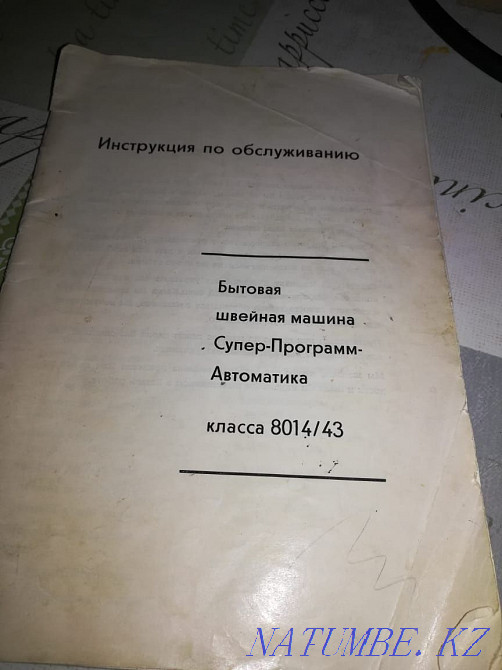 Инструкция по обслуживанию
Бытовая
швейная машина
Супер-Программ-
Автоматика
класса 8014/43
NATUMBE. KZ